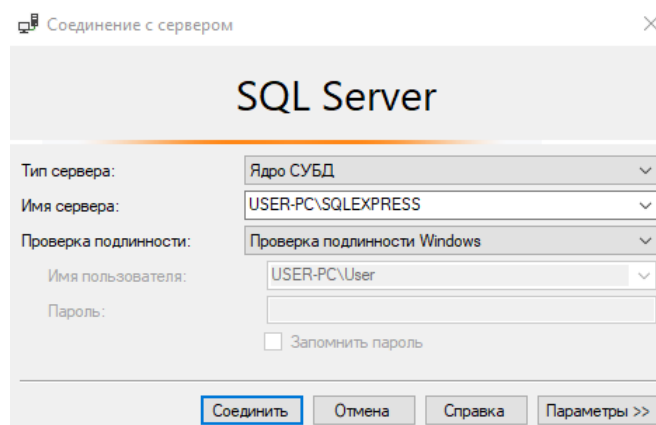 Соединение с сервером
SQL Server
Тип сервера: Ядро СУБД
Имя сервера: USER-PC\SQLEXPRESS
Проверка подлинности: Проверка подлинности Windows
Имя пользователя: USER-PC\User
Пароль:
Запомнить пароль
Соединить Отмена Справка Параметры >>